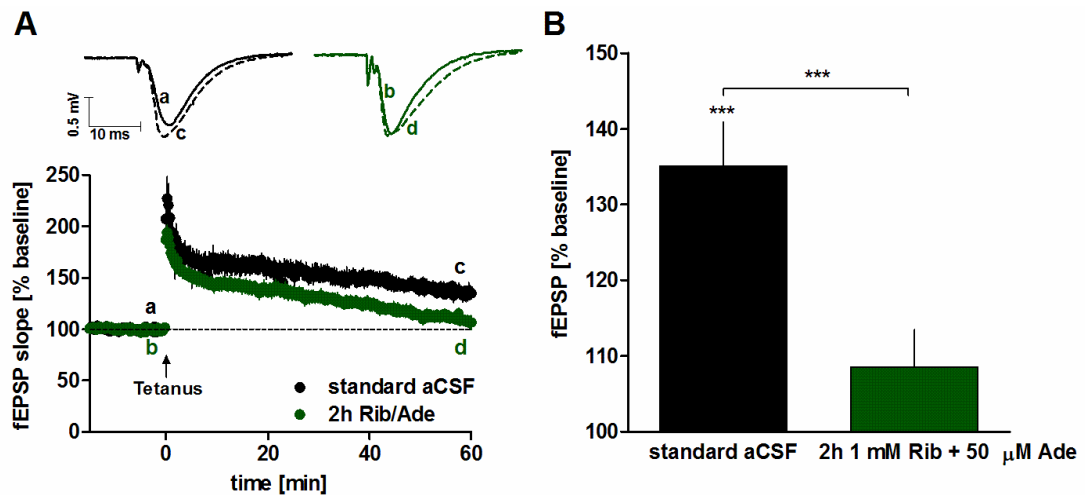 A
B
a
c
b
d
0.5 mV
10 ms
fEPSP slope [% baseline]
250
200
150
100
50
0
a
b
c
d
Tetanus
standard aCSF
2h Rib/Ade
0
20
40
60
time [min]
fEPSP [% baseline]
150
140
130
120
110
100
***
***
standard aCSF
2h 1 mM Rib + 50 μM Ade